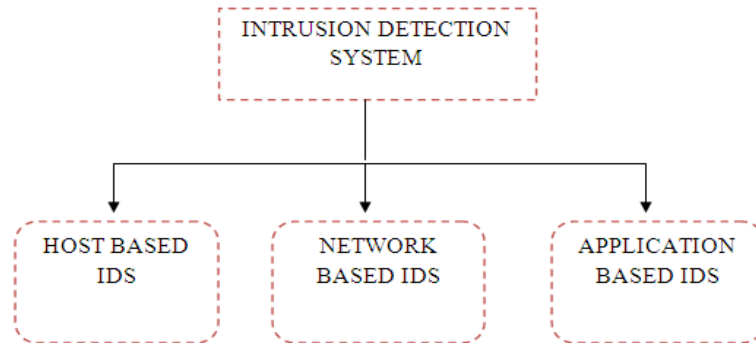 INTRUSION DETECTION
SYSTEM
HOST BASED
IDS
NETWORK
BASED IDS
APPLICATION
BASED IDS